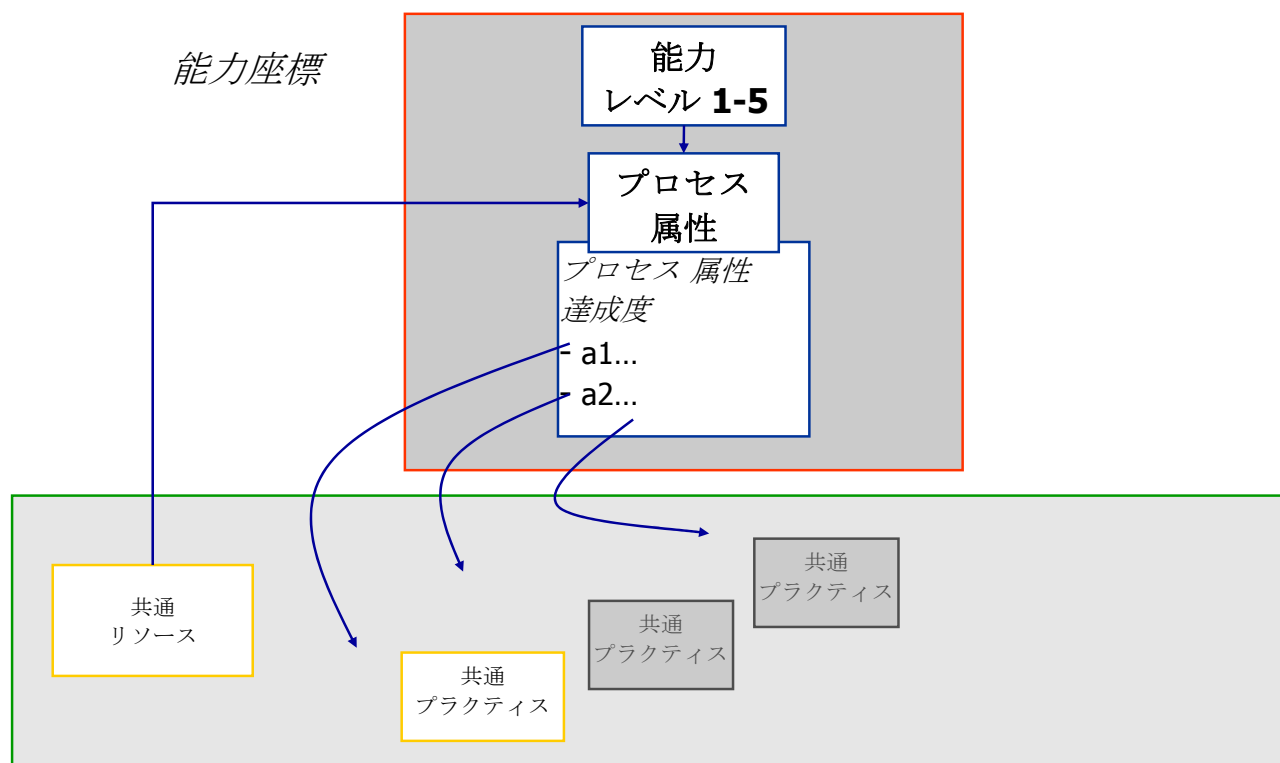 能力座標
能力
レベル 1-5
プロセス
属性
プロセス 属性
達成度
- a1...
- a2...
共通
リソース
共通
プラクティス
共通
プラクティス
共通
プラクティス